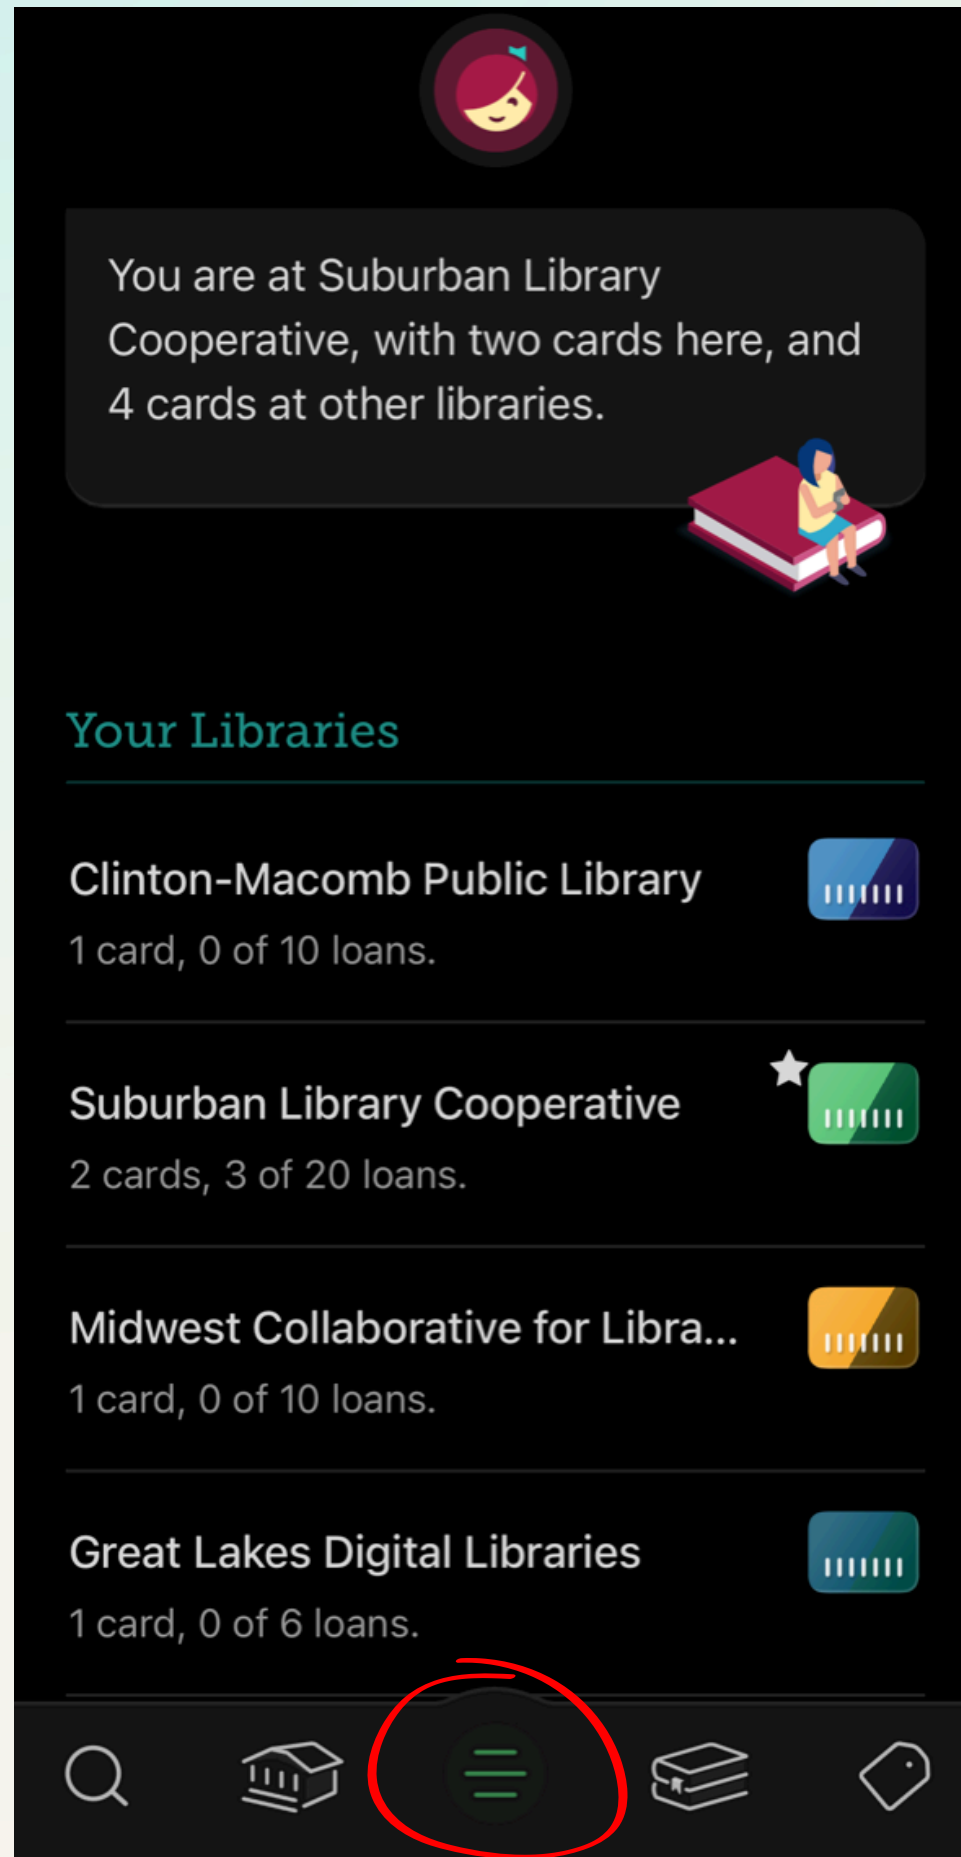 You are at Suburban Library
Cooperative, with two cards here, and
4 cards at other libraries.
Your Libraries
Clinton-Macomb Public Library
1 card, 0 of 10 loans.
Suburban Library Cooperative
2 cards, 3 of 20 loans.
Midwest Collaborative for Libra...
1 card, 0 of 10 loans.
Great Lakes Digital Libraries
1 card, 0 of 6 loans.